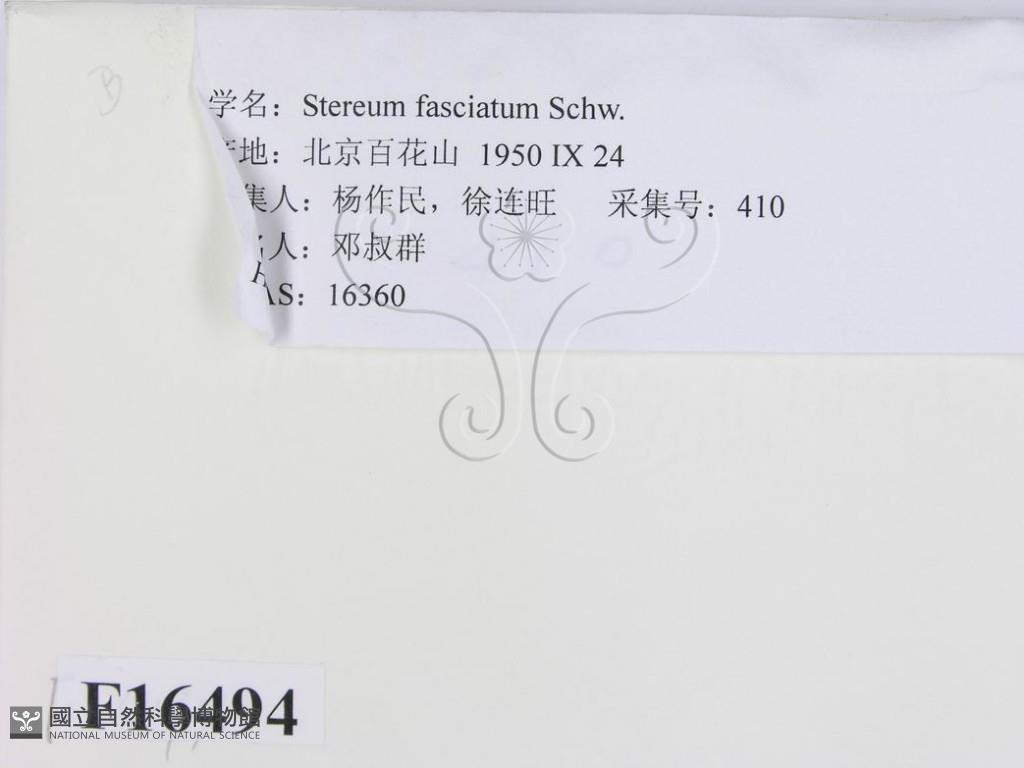 B
学名：Stereum fasciatum Schw.
产地：北京百花山 1950 IX 24
集人：杨作民，徐连旺 采集号：410
名人：邓叔群
AS：16360
F16494
國立自然科學博物館
NATIONAL MUSEUM OF NATURAL SCIENCE